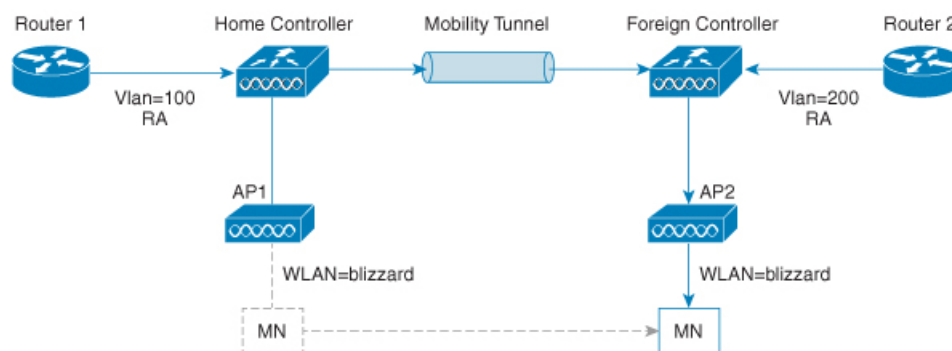 Router 1
Home Controller
Mobility Tunnel
Foreign Controller
Router 2
Vlan=100
RA
Vlan=200
RA
AP1
AP2
WLAN=blizzard
WLAN=blizzard
MN
MN